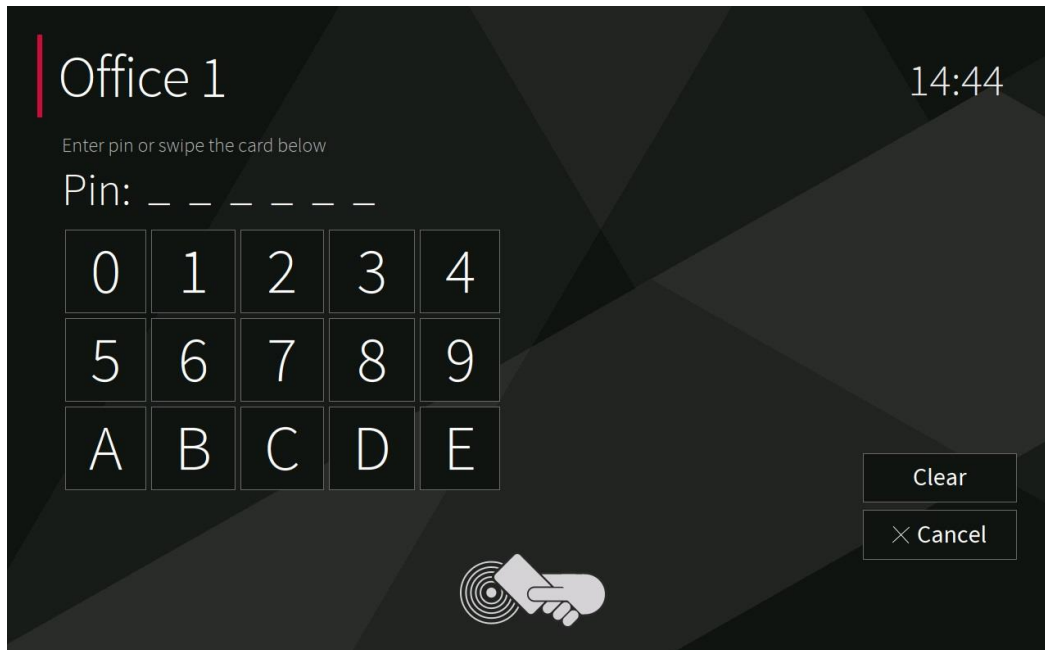 Office 1
14:44
Enter pin or swipe the card below
Pin: _ _ _ _ _ _
0 1 2 3 4
5 6 7 8 9
A B C D E
Clear
× Cancel